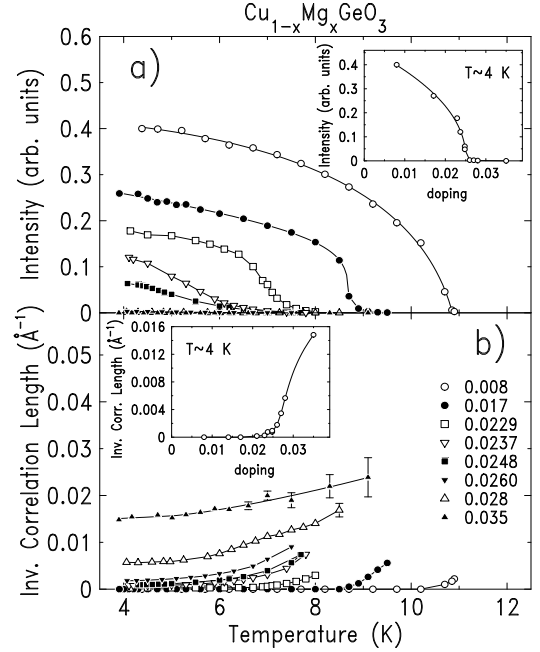 Cu1-xMgxGeO3
a)
Intensity (arb. units)
0.6
0.5
0.4
0.3
0.2
0.1
0
T~4 K
Intensity (arb. units)
0.4
0.3
0.2
0.1
0
0 0.01 0.02 0.03
doping
b)
Inv. Correlation Length (Å-1)
0.05
0.04
0.03
0.02
0.01
0
T~4 K
Inv. Corr. Length (Å-1)
0.016
0.012
0.008
0.004
0
0 0.01 0.02 0.03
doping
0.008
0.017
0.0229
0.0237
0.0248
0.0260
0.028
0.035
4 6 8 10 12
Temperature (K)